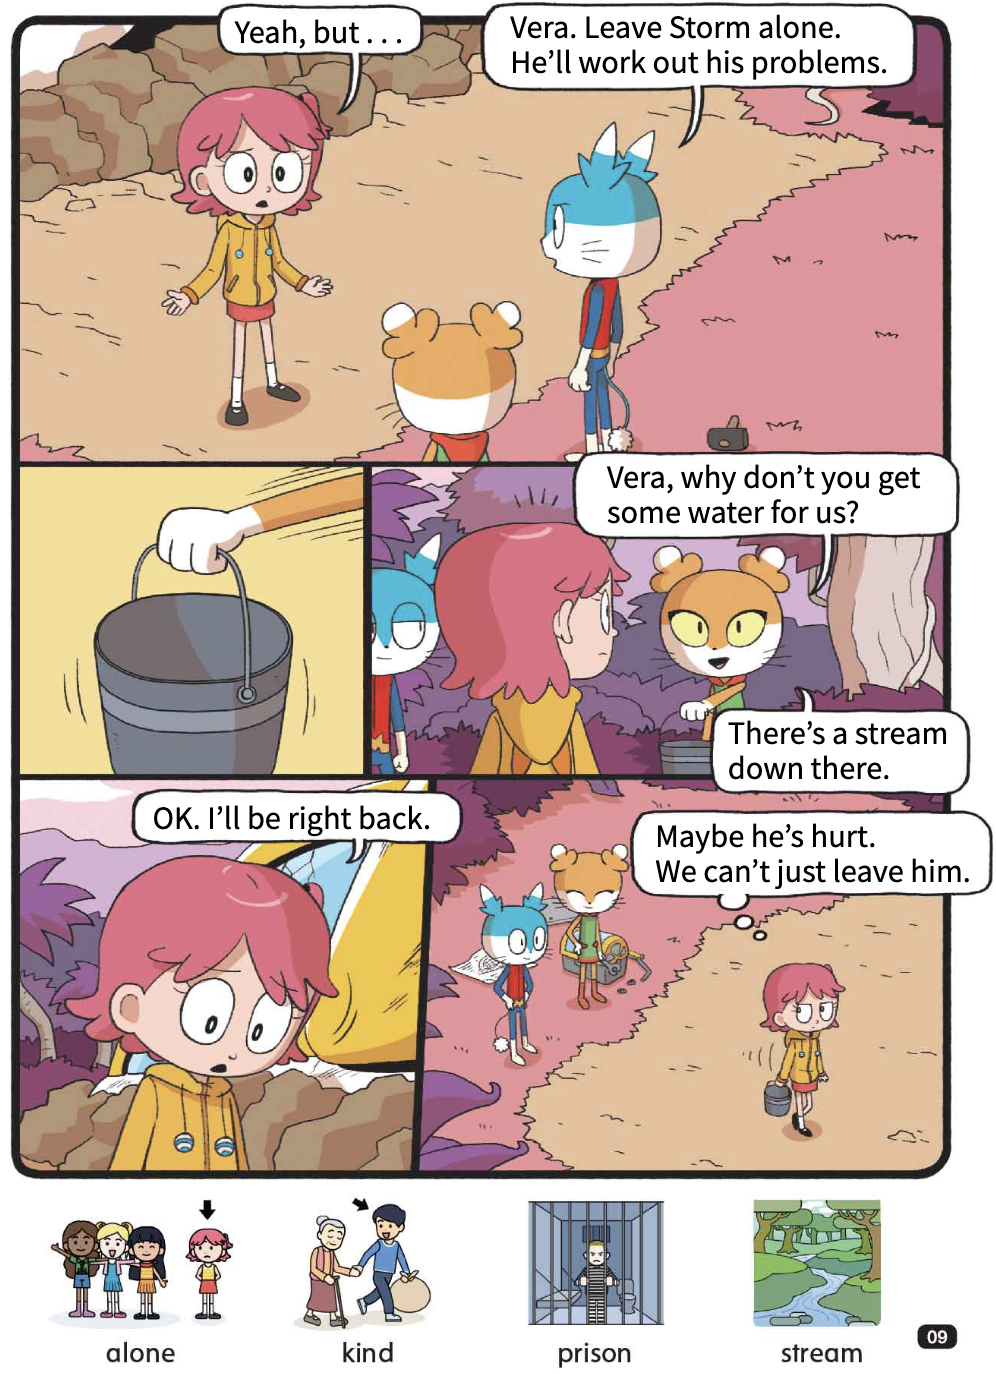 Yeah, but . . .
Vera. Leave Storm alone.
He'll work out his problems.
Vera, why don't you get
some water for us?
There's a stream
down there.
OK. I'll be right back.
Maybe he's hurt.
We can't just leave him.
alone
kind
prison
stream
09